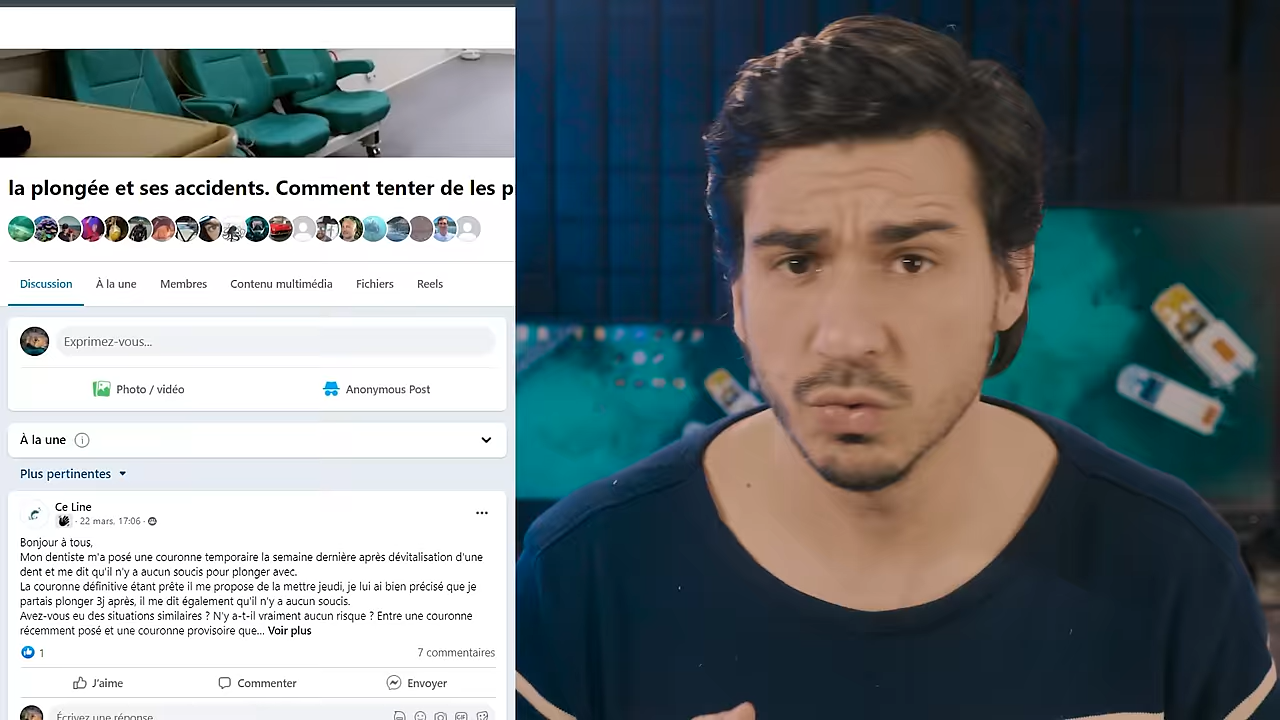 la plongée et ses accidents. Comment tenter de les p
Discussion
À la une
Membres
Contenu multimédia
Fichiers
Reels
Exprimez-vous...
Photo / vidéo
Anonymous Post
À la une
Plus pertinentes
Ce Line
· 22 mars, 17:06 ·
Bonjour à tous,
Mon dentiste m'a posé une couronne temporaire la semaine dernière après dévitalisation d'une
dent et me dit qu'il n'y a aucun soucis pour plonger avec.
La couronne définitive étant prête il me propose de la mettre jeudi, je lui ai bien précisé que je
partais plonger 3j après, il me dit également qu'il n'y a aucun soucis.
Avez-vous eu des situations similaires ? N'y a-t-il vraiment aucun risque ? Entre une couronne
récemment posé et une couronne provisoire que... Voir plus
1
7 commentaires
J'aime
Commenter
Envoyer
Écrivez une réponse